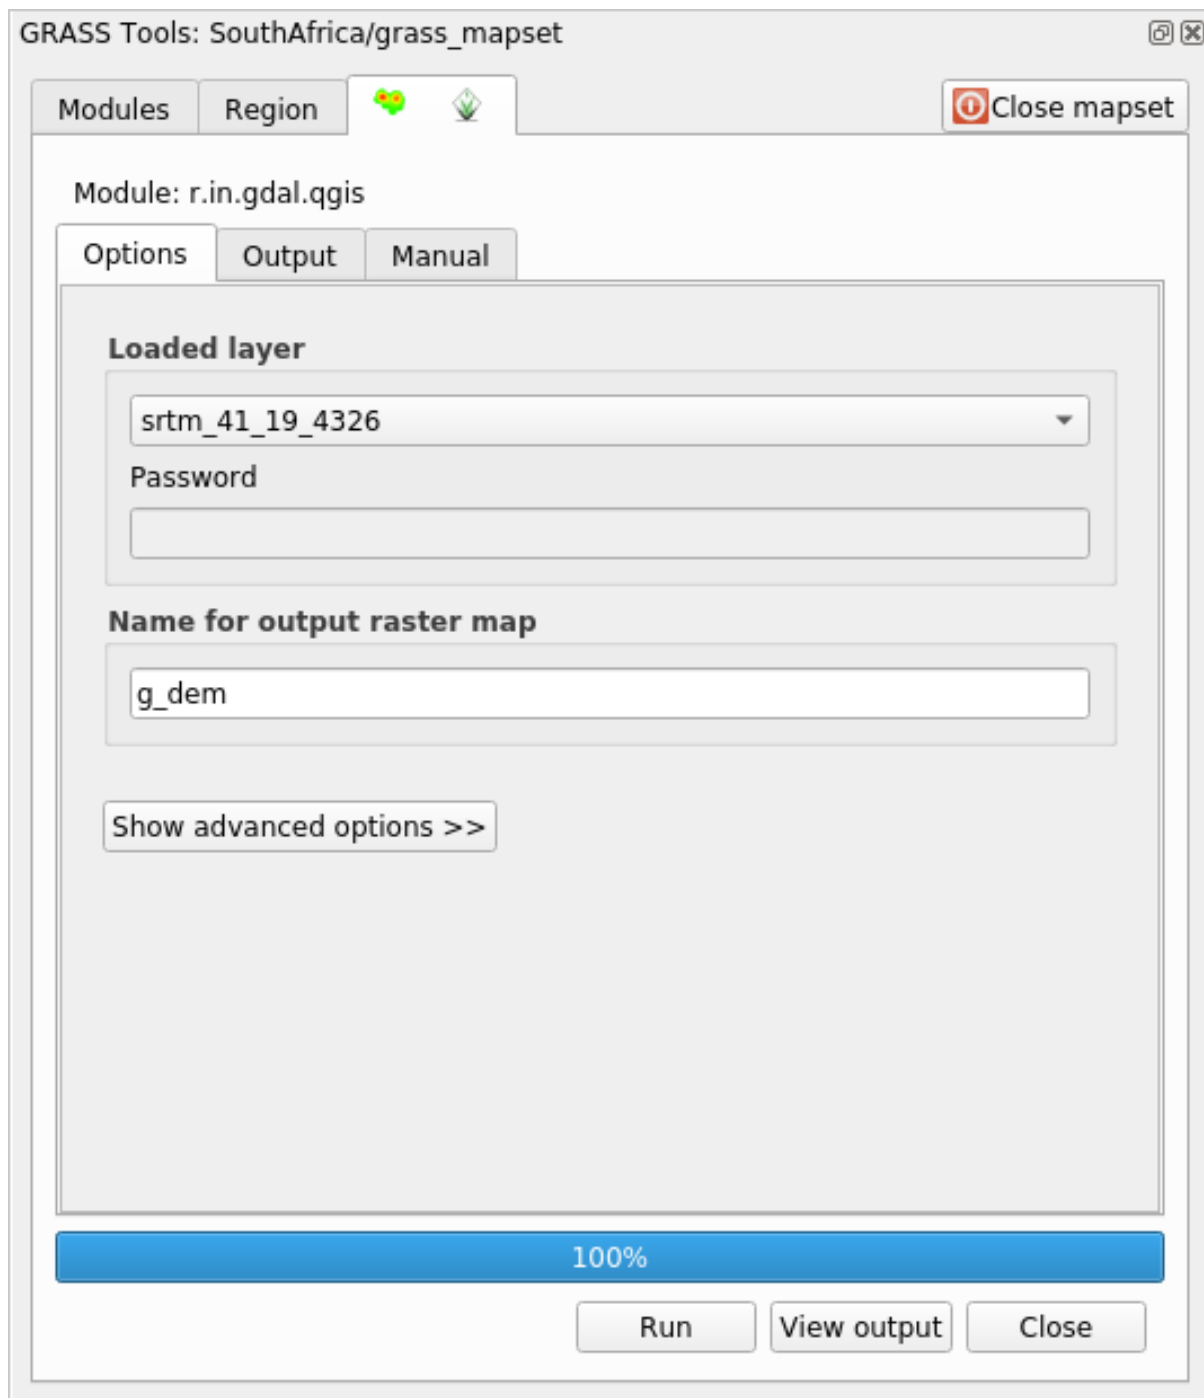 GRASS Tools: SouthAfrica/grass_mapset
Modules Region Close mapset
Module: r.in.gdal.qgis
Options Output Manual
Loaded layer
srtm_41_19_4326
Password
Name for output raster map
g_dem
Show advanced options >>
100%
Run View output Close